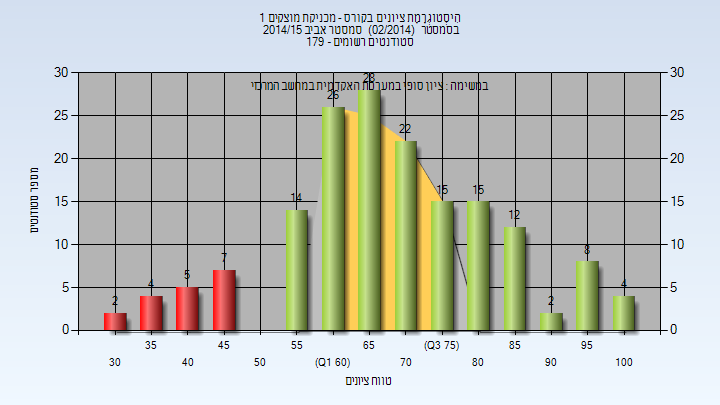 היסטוגרמת ציונים בקורס - מכניקת מוצקים 1
בסמסטר (02/2014) סמסטר אביב 2014/15
סטודנטים רשומים - 179
במשימה : ציון סופי במערכת האקדמית במחשב המרכזי
מספר סטודנטים
30 30
25 25
20 20
15 15
10 10
5 5
0 0
2 4 5 7 14 26 28 22 15 15 12 2 8 4
35 45 55 65 (Q3 75) 85 95
30 40 50 (Q1 60) 70 80 90 100
טווח ציונים